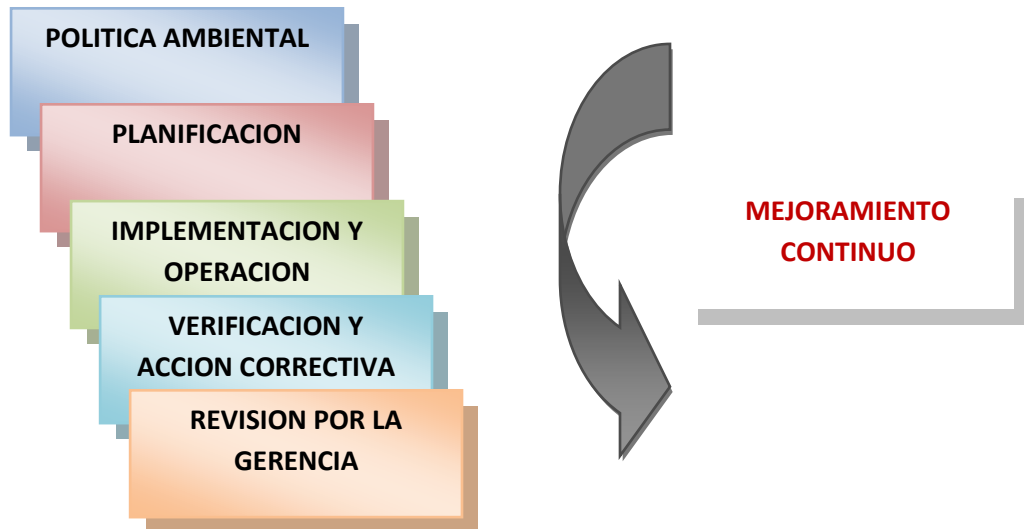 POLITICA AMBIENTAL
PLANIFICACION
IMPLEMENTACION Y
OPERACION
VERIFICACION Y
ACCION CORRECTIVA
REVISION POR LA
GERENCIA
MEJORAMIENTO
CONTINUO